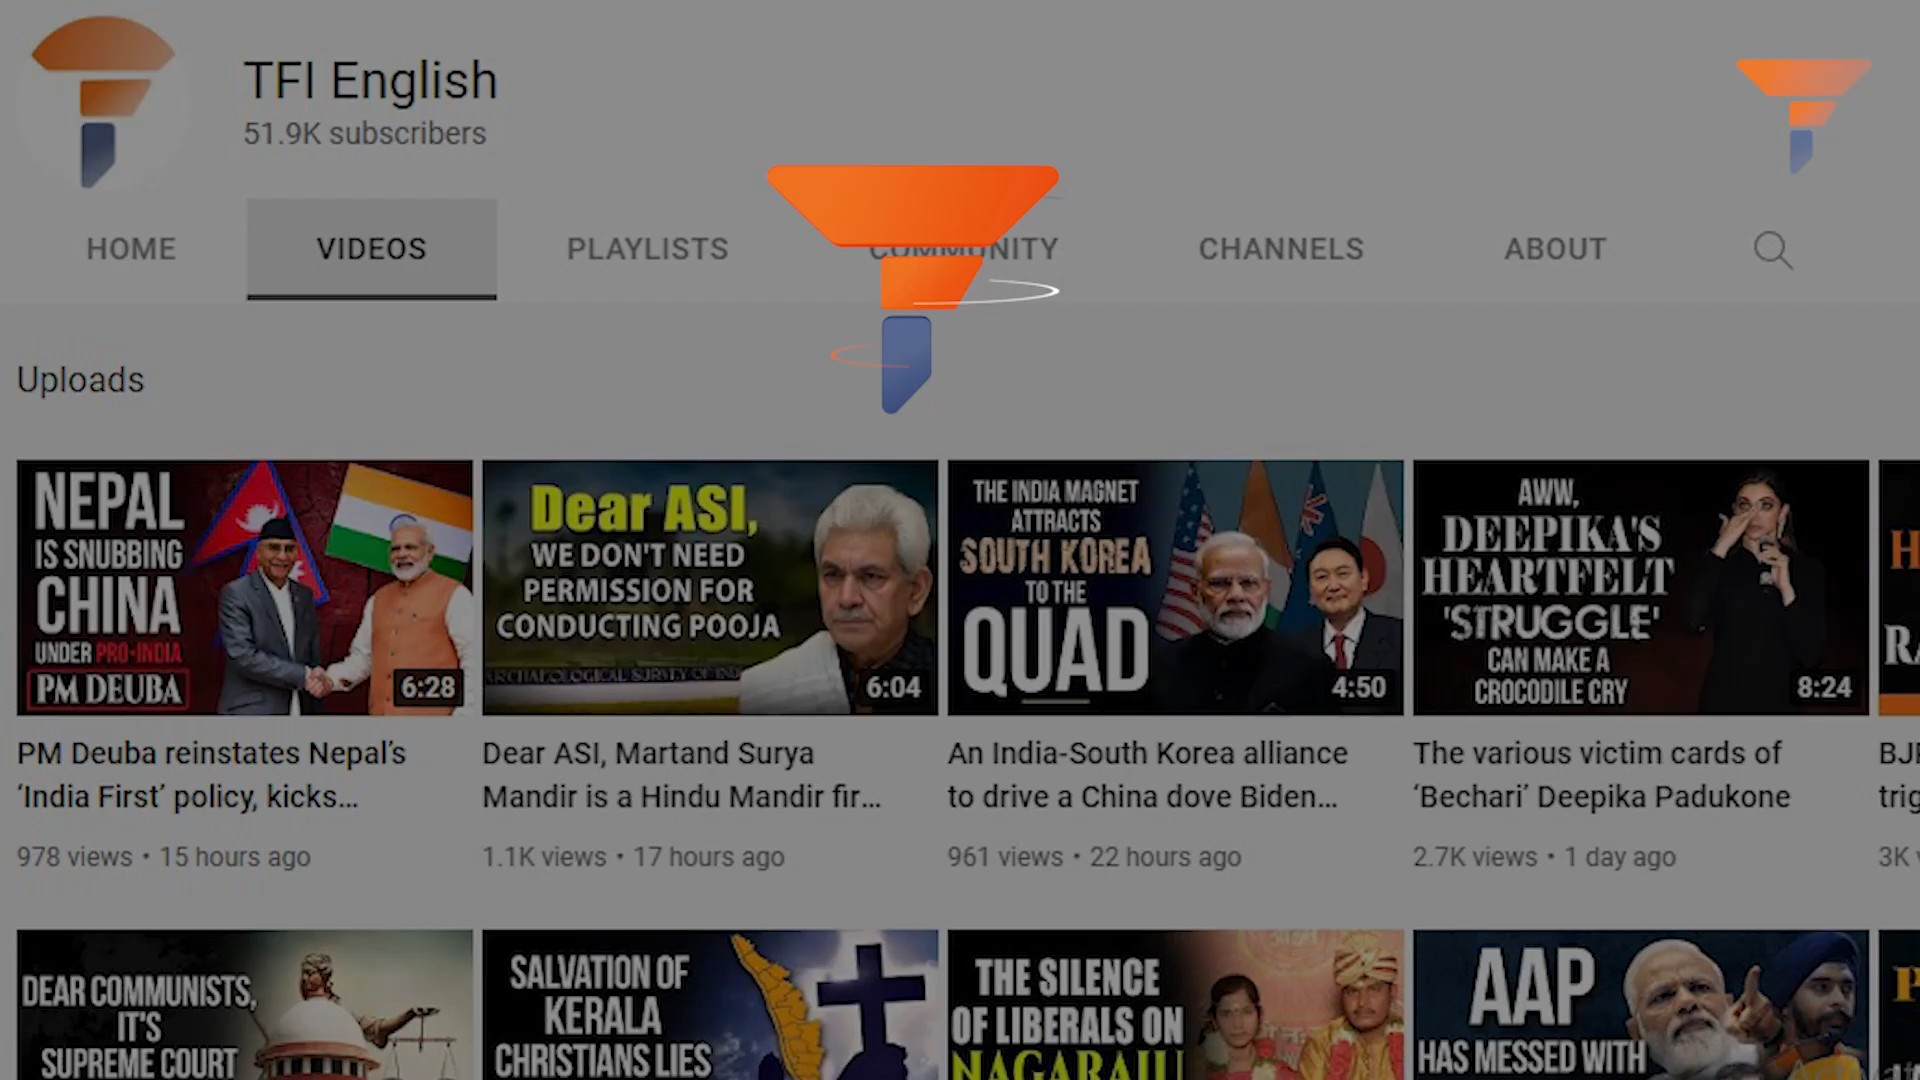 TFI English
51.9K subscribers
HOME
VIDEOS
PLAYLISTS
COMMUNITY
CHANNELS
ABOUT
Uploads
NEPAL
IS SNUBBING
CHINA
UNDER PRO-INDIA
PM DEUBA
6:28
Dear ASI,
WE DON'T NEED
PERMISSION FOR
CONDUCTING POOJA
ARCHAEOLOGICAL SURVEY OF
6:04
THE INDIA MAGNET
ATTRACTS
SOUTH KOREA
TO THE
QUAD
4:50
AWW,
DEEPIKA'S
HEARTFELT
'STRUGGLE'
CAN MAKE A
CROCODILE CRY
8:24
PM Deuba reinstates Nepal’s
‘India First’ policy, kicks...
978 views • 15 hours ago
Dear ASI, Martand Surya
Mandir is a Hindu Mandir fir...
1.1K views • 17 hours ago
An India-South Korea alliance
to drive a China dove Biden...
961 views • 22 hours ago
The various victim cards of
‘Bechari’ Deepika Padukone
2.7K views • 1 day ago
3K
DEAR COMMUNISTS,
IT'S
SUPREME COURT
SALVATION OF
KERALA
CHRISTIANS LIES
THE SILENCE
OF LIBERALS ON
NAGARAJU
AAP
HAS MESSED WITH